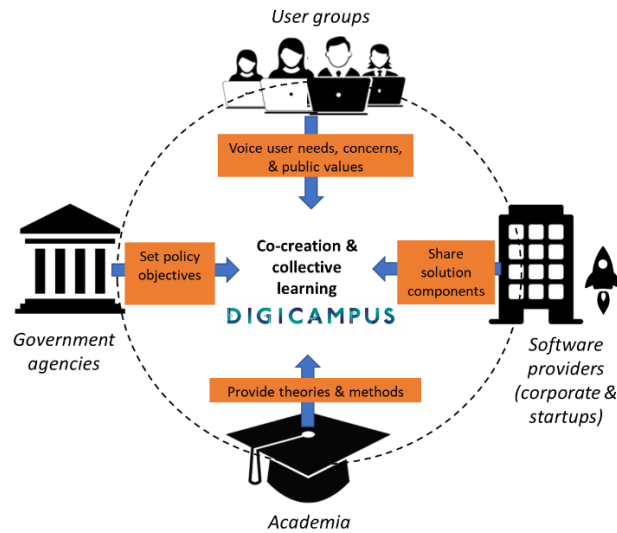 User groups
Voice user needs, concerns,
& public values
Set policy
objectives
Co-creation &
collective
learning
DIGICAMPUS
Share
solution
components
Government
agencies
Software
providers
(corporate &
startups)
Provide theories & methods
Academia